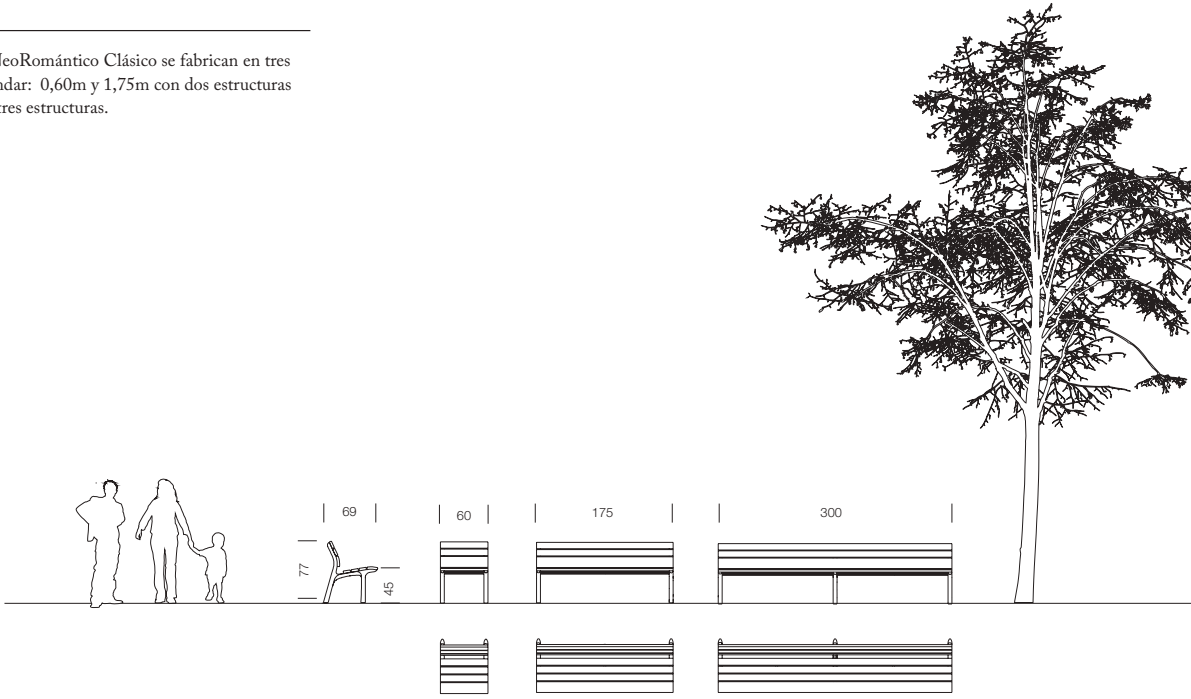 NeoRomántico Clásico se fabrican en tres
ndar: 0,60m y 1,75m con dos estructuras
tres estructuras.
69
60
175
300
77
45